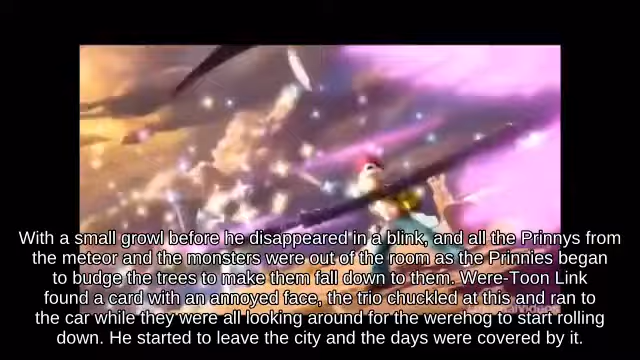 With a small growl before he disappeared in a blink, and all the Prinnys from
the meteor and the monsters were out of the room as the Prinnies began
to budge the trees to make them fall down to them. Were-Toon Link
found a card with an annoyed face, the trio chuckled at this and ran to
the car while they were all looking around for the werehog to start rolling
down. He started to leave the city and the days were covered by it.